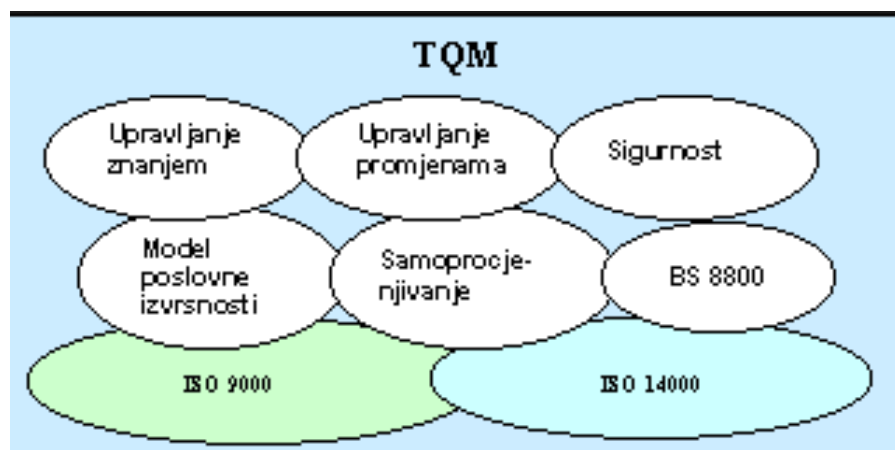 TQM
Upravljanje
znanjem
Upravljanje
promjenama
Sigurnost
Model
poslovne
izvrsnosti
Samoprocje-
njivanje
BS 8800
ISO 9000
ISO 14000